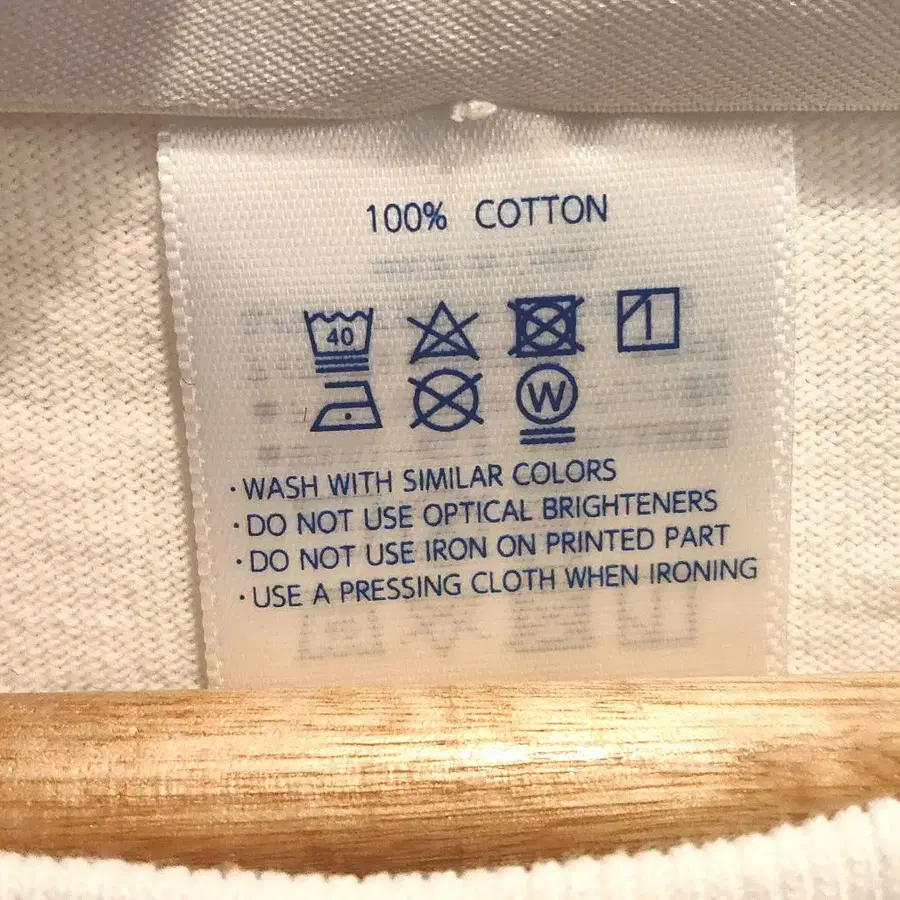 100% COTTON
40
W
· WASH WITH SIMILAR COLORS
· DO NOT USE OPTICAL BRIGHTENERS
· DO NOT USE IRON ON PRINTED PART
· USE A PRESSING CLOTH WHEN IRONING